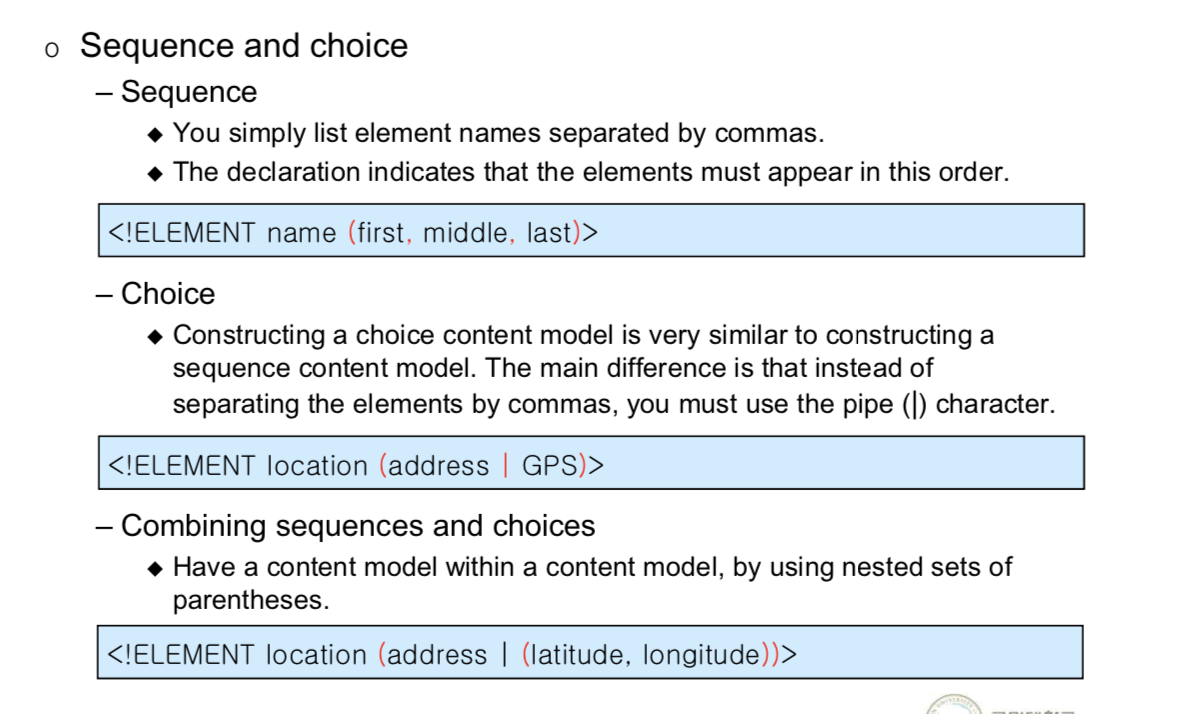 o Sequence and choice
– Sequence
◆ You simply list element names separated by commas.
◆ The declaration indicates that the elements must appear in this order.
<!ELEMENT name (first, middle, last)>
– Choice
◆ Constructing a choice content model is very similar to constructing a
sequence content model. The main difference is that instead of
separating the elements by commas, you must use the pipe (|) character.
<!ELEMENT location (address | GPS)>
– Combining sequences and choices
◆ Have a content model within a content model, by using nested sets of
parentheses.
<!ELEMENT location (address | (latitude, longitude))>